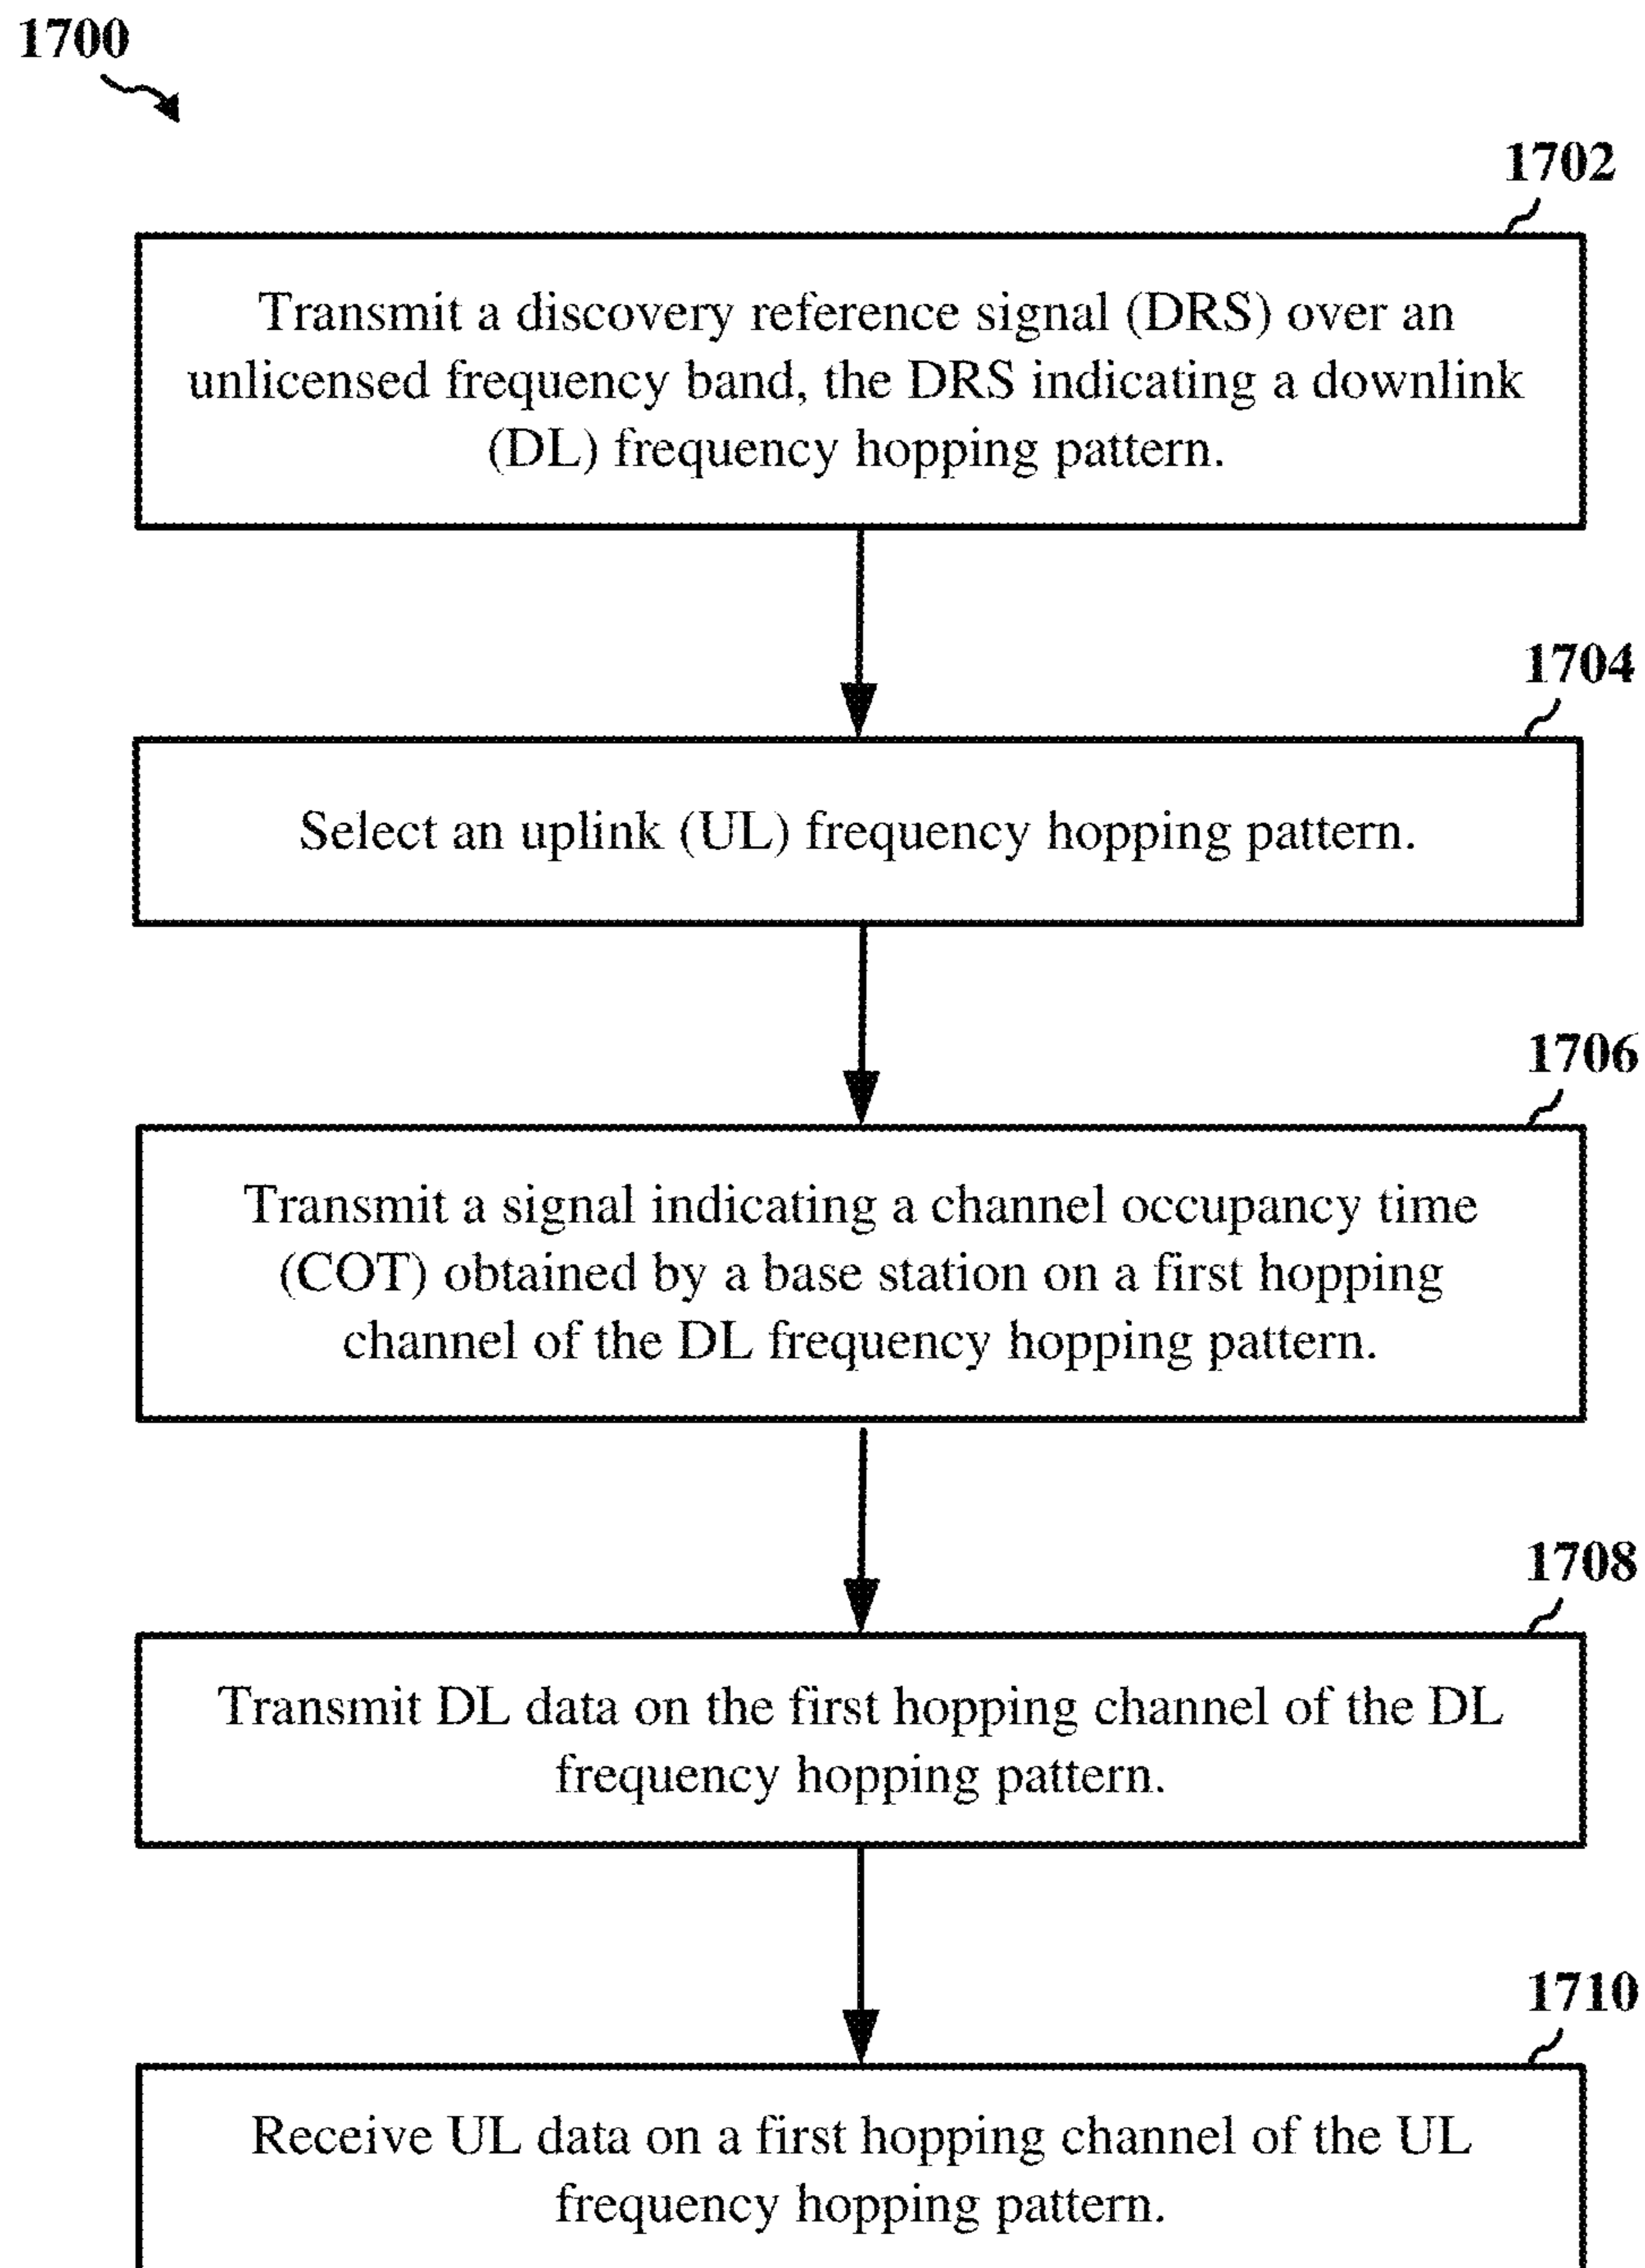 1700
1702
Transmit a discovery reference signal (DRS) over an
unlicensed frequency band, the DRS indicating a downlink
(DL) frequency hopping pattern.
1704
Select an uplink (UL) frequency hopping pattern.
1706
Transmit a signal indicating a channel occupancy time
(COT) obtained by a base station on a first hopping
channel of the DL frequency hopping pattern.
1708
Transmit DL data on the first hopping channel of the DL
frequency hopping pattern.
1710
Receive UL data on a first hopping channel of the UL
frequency hopping pattern.